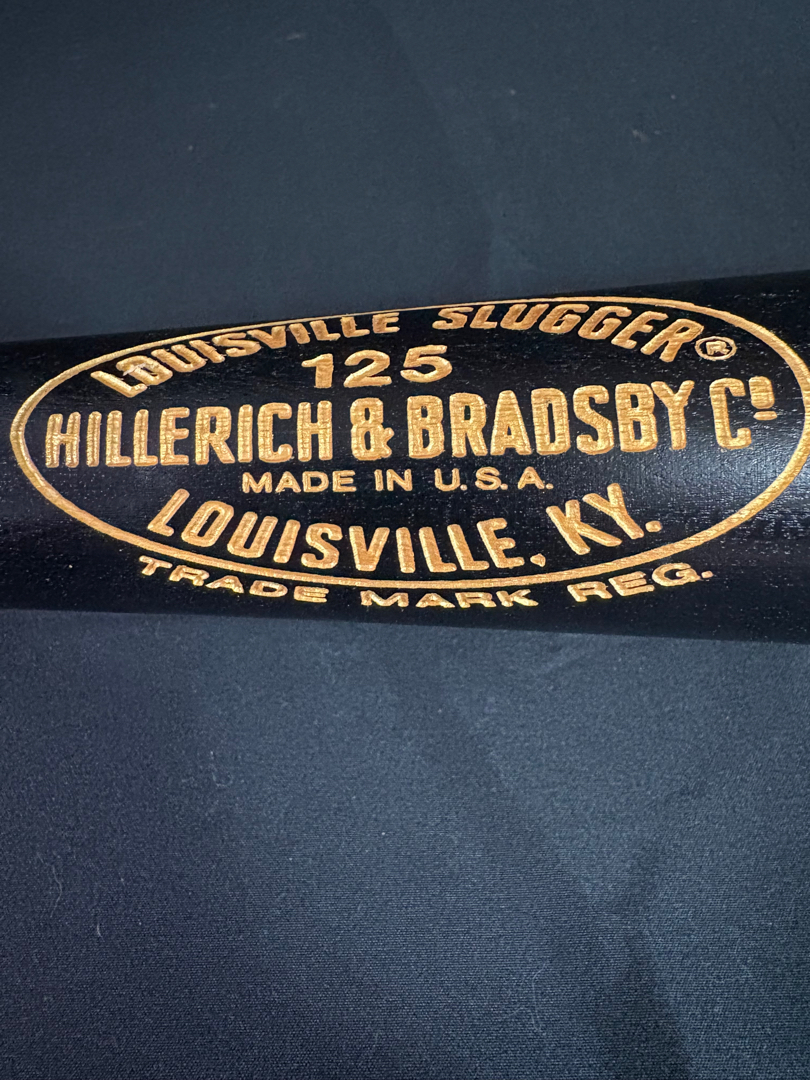 LOUISVILLE SLUGGER®
125
HILLERICH & BRADSBY Cº
MADE IN U.S.A.
LOUISVILLE, KY.
TRADE MARK REG.